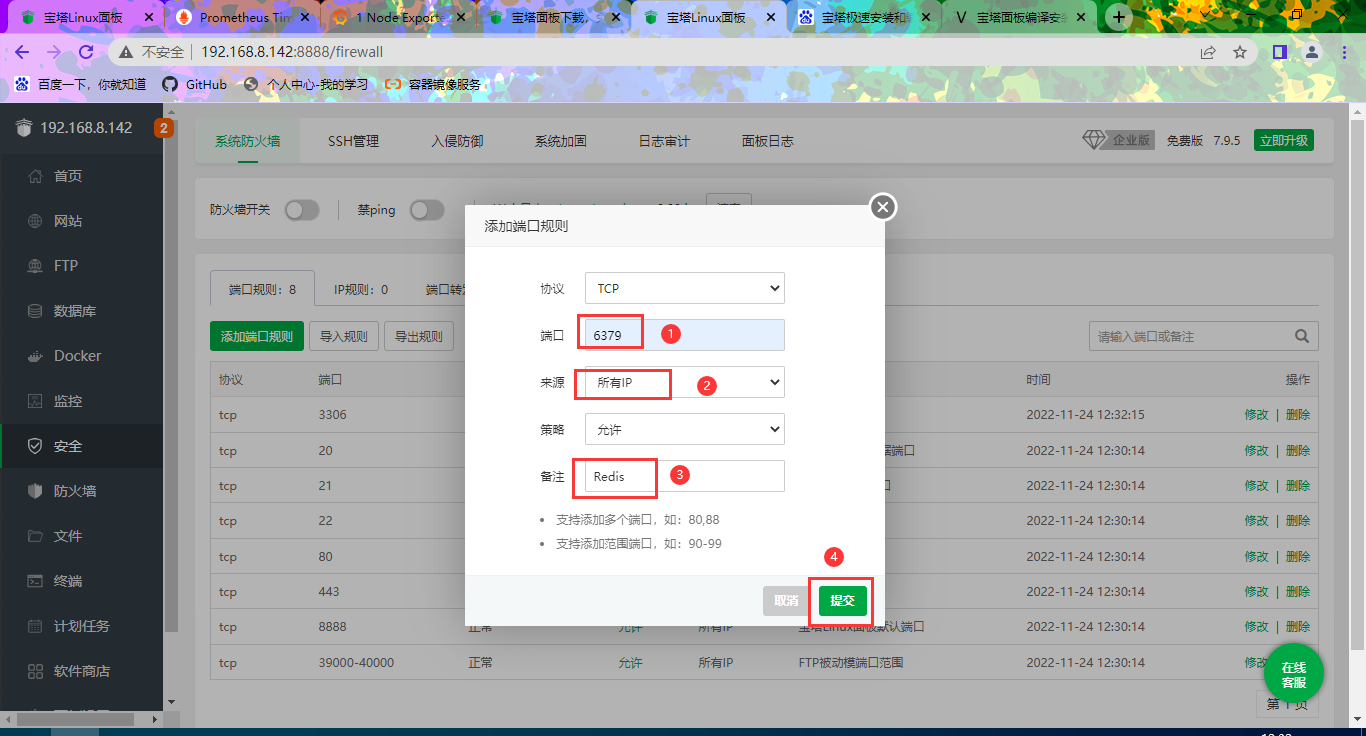 宝塔Linux面板 Prometheus Tim 1 Node Exporte 宝塔面板下载, 宝塔Linux面板 宝塔极速安装和 宝塔面板编译安
不安全 192.168.8.142:8888/firewall
百度一下，你就知道 GitHub 个人中心-我的学习 容器镜像服务
192.168.8.142 2
首页
网站
FTP
数据库
Docker
监控
安全
防火墙
文件
终端
计划任务
软件商店
系统防火墙 SSH管理 入侵防御 系统加固 日志审计 面板日志 企业版 免费版 7.9.5 立即升级
防火墙开关 禁ping
端口规则：8 IP规则：0 端口转
添加端口规则 导入规则 导出规则 请输入端口或备注
协议 端口 时间 操作
tcp 3306 2022-11-24 12:32:15 修改 | 删除
tcp 20 据端口 2022-11-24 12:30:14 修改 | 删除
tcp 21 2022-11-24 12:30:14 修改 | 删除
tcp 22 2022-11-24 12:30:14 修改 | 删除
tcp 80 2022-11-24 12:30:14 修改 | 删除
tcp 443 2022-11-24 12:30:14 修改 | 删除
tcp 8888 正常 允许 所有IP 宝塔Linux面板默认端口 2022-11-24 12:30:14 修改 | 删除
tcp 39000-40000 正常 允许 所有IP FTP被动模端口范围 2022-11-24 12:30:14 修改
添加端口规则
协议 TCP
端口 6379 1
来源 所有IP 2
策略 允许
备注 Redis 3
支持添加多个端口，如：80,88
支持添加范围端口，如：90-99
4
取消 提交
在线
客服
第1页